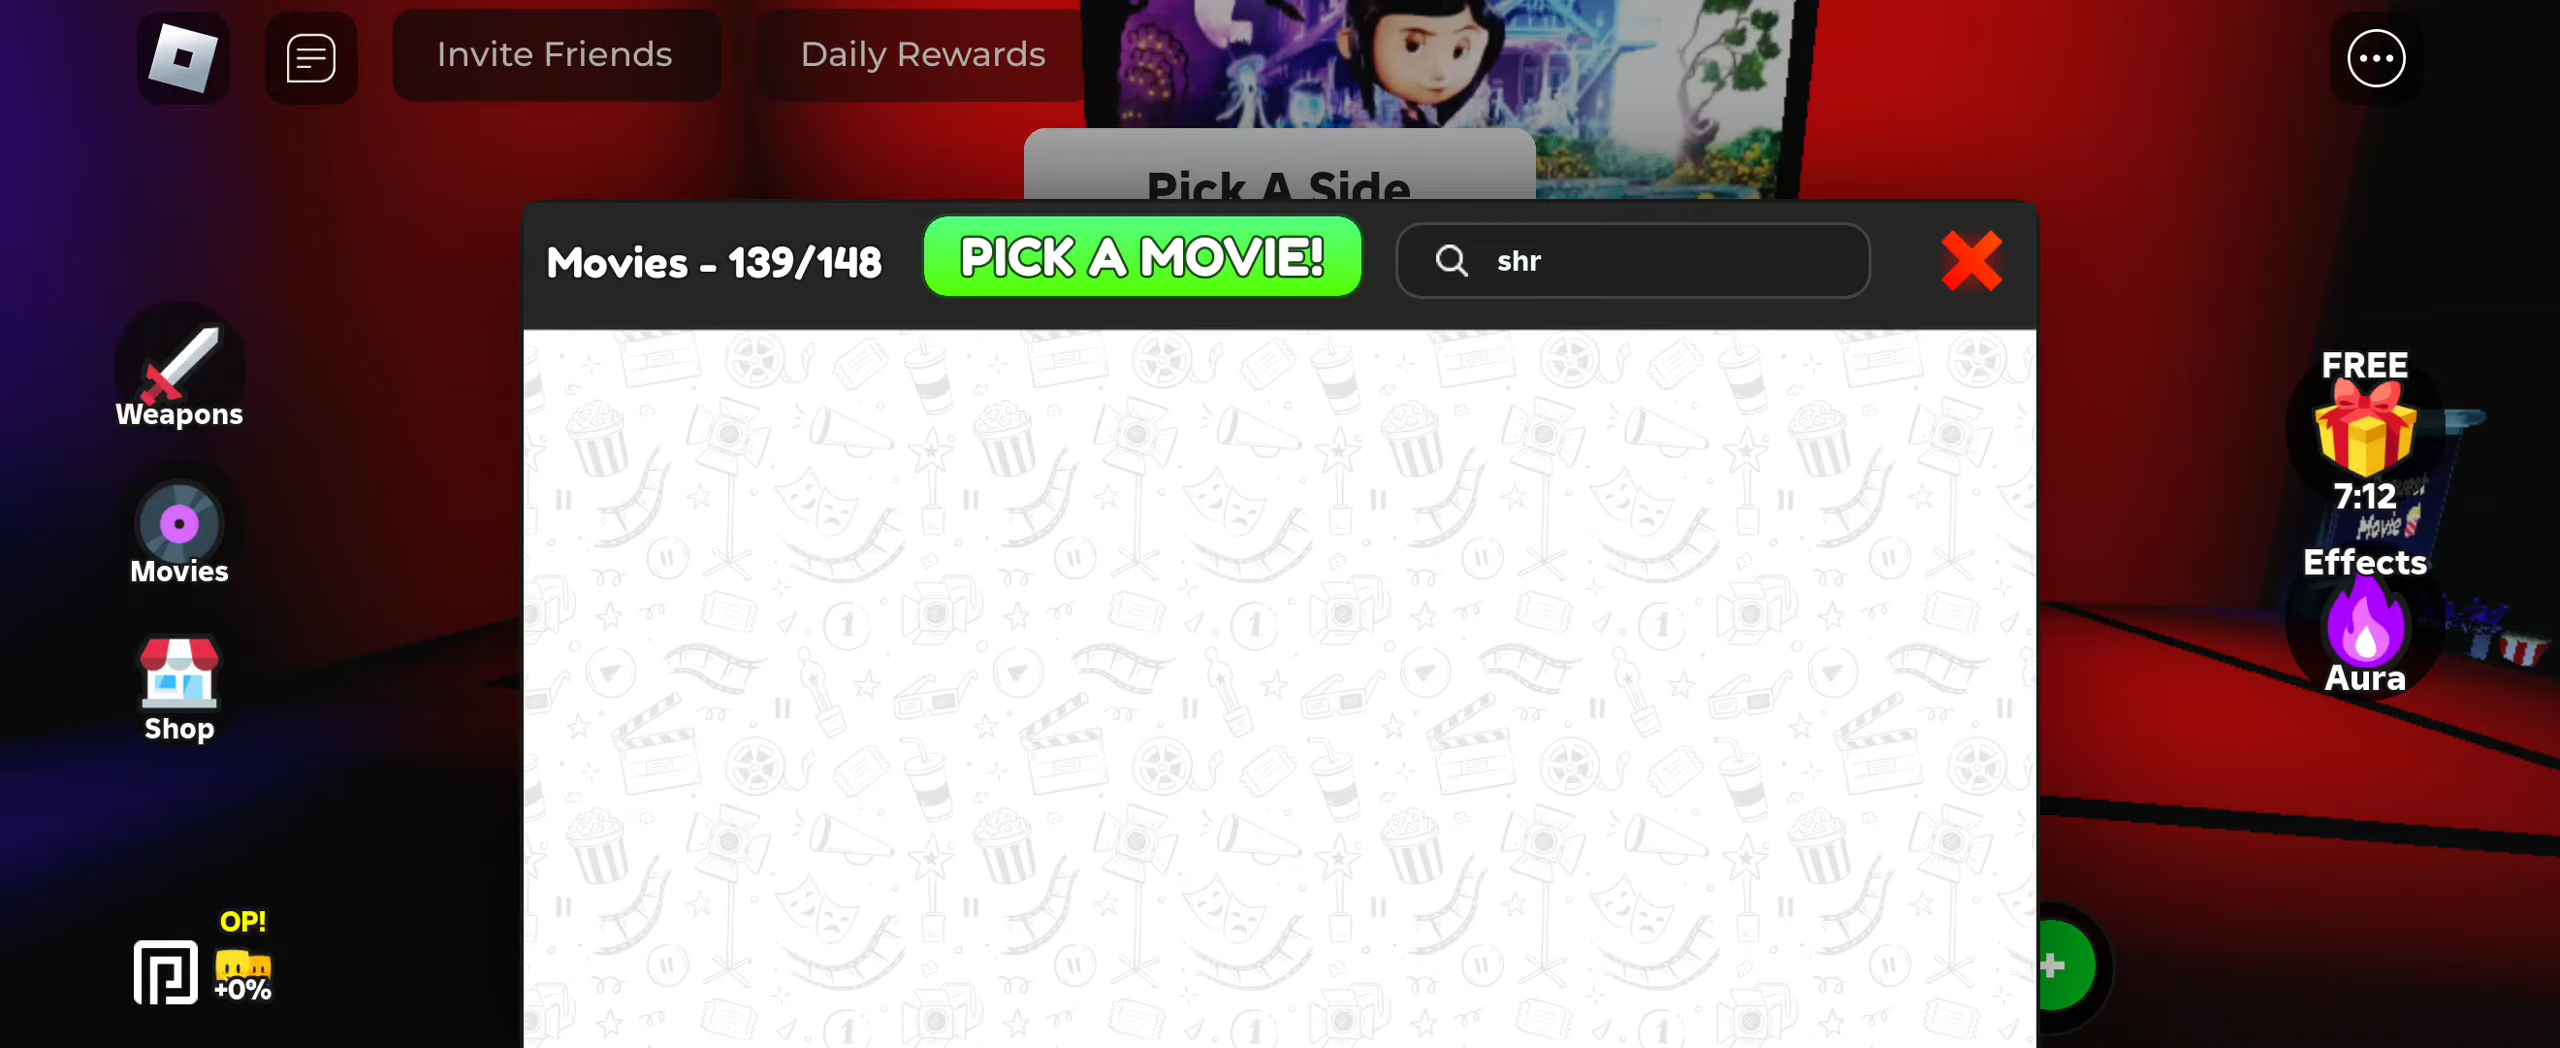 Invite Friends
Daily Rewards
Pick A Side
Movies - 139/148
PICK A MOVIE!
shr
Weapons
Movies
Shop
OP!
+0%
FREE
7:12
Movie
Effects
Aura